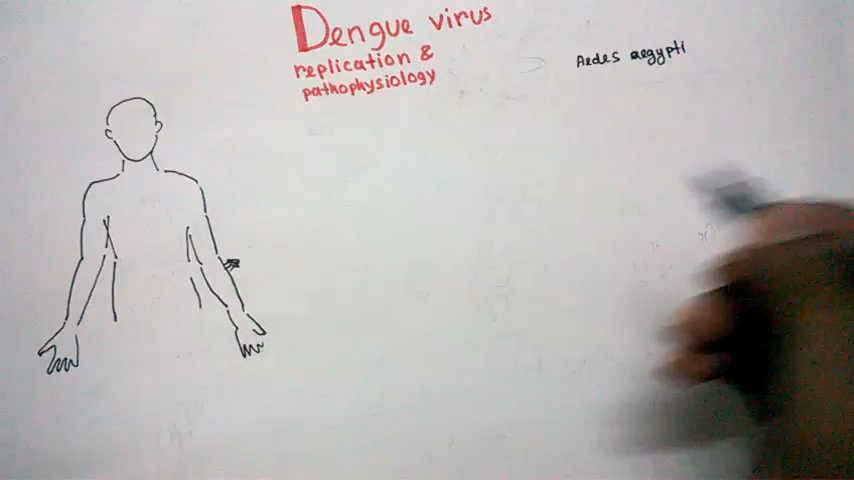 Dengue virus
replication &
pathophysiology
Aedes aegypti